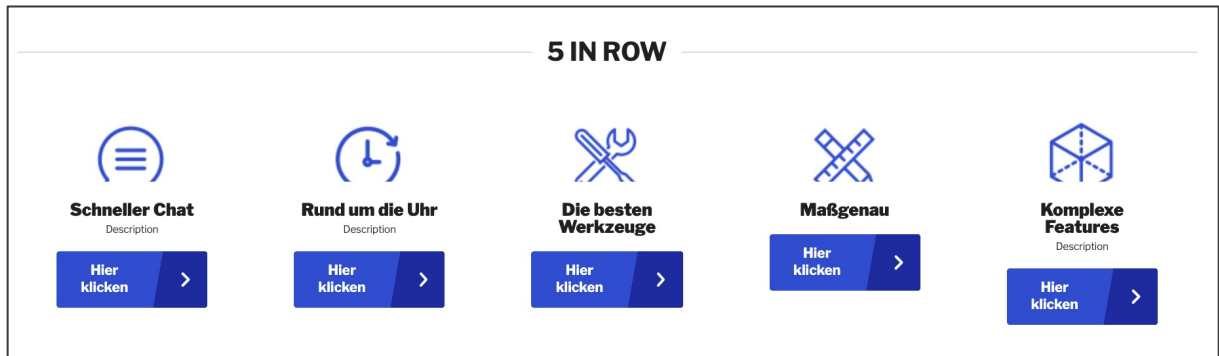 5 IN ROW
Schneller Chat
Description
Hier
klicken
Rund um die Uhr
Description
Hier
klicken
Die besten
Werkzeuge
Hier
klicken
Maßgenau
Hier
klicken
Komplexe
Features
Description
Hier
klicken